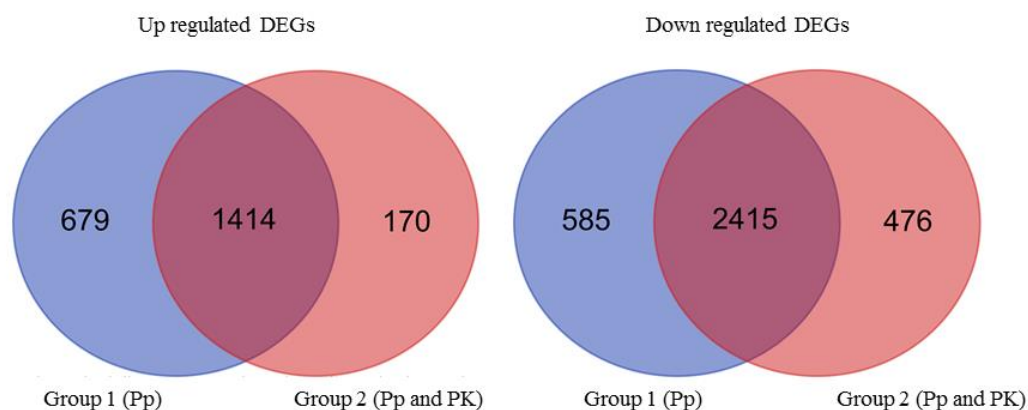 Up regulated DEGs
Down regulated DEGs
679
1414
170
585
2415
476
Group 1 (Pp)
Group 2 (Pp and PK)
Group 1 (Pp)
Group 2 (Pp and PK)